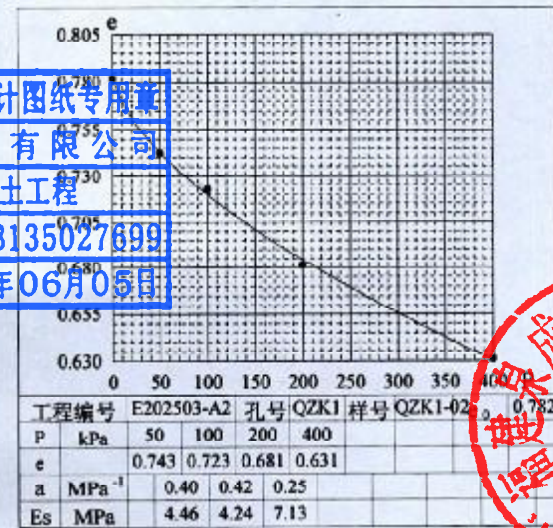 e
0.805
0.780
0.755
0.730
0.705
0.680
0.655
0.630
0 50 100 150 200 250 300 350 400 P
计图纸专用章
有限公司
土工程
8135027699
年06月05日
工程编号 E202503-A2 孔号 QZK1 样号 QZK1-02 0.782
P kPa 50 100 200 400
e 0.743 0.723 0.681 0.631
a MPa⁻¹ 0.40 0.42 0.25
Es MPa 4.46 4.24 7.13